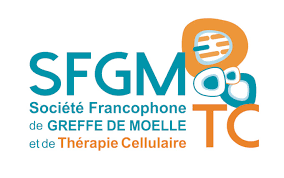 SFGM
TC
Société Francophone
de GREFFE DE MOELLE
et de Thérapie Cellulaire